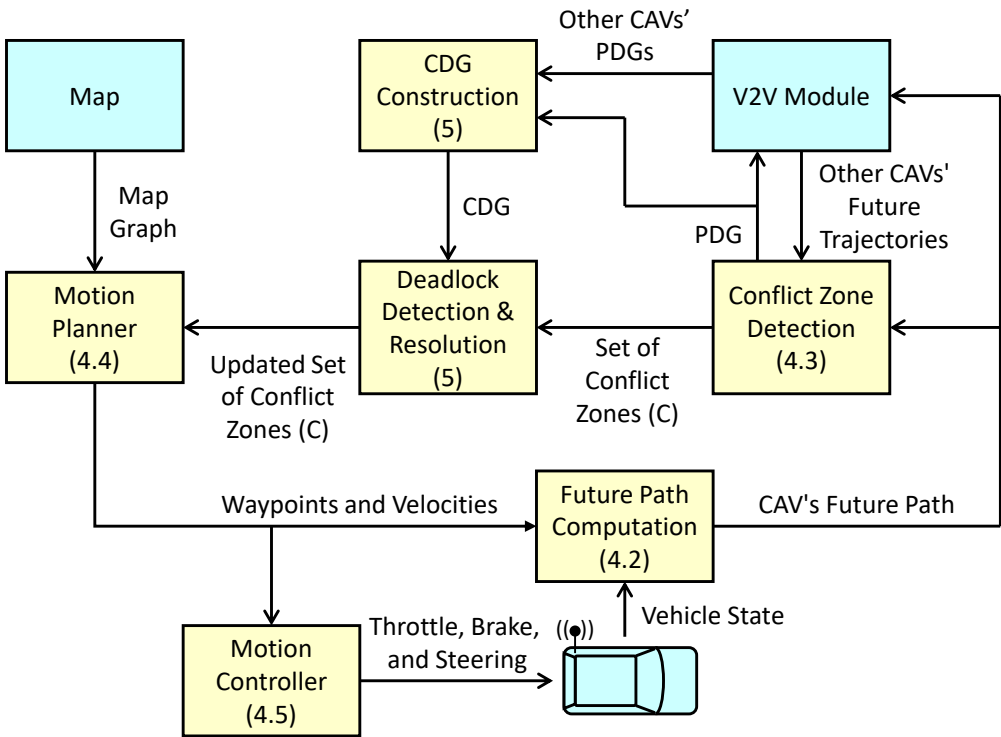 Other CAVs’
PDGs
Map
CDG
Construction
(5)
V2V Module
Map
Graph
CDG
PDG
Other CAVs'
Future
Trajectories
Motion
Planner
(4.4)
Deadlock
Detection &
Resolution
(5)
Conflict Zone
Detection
(4.3)
Updated Set
of Conflict
Zones (C)
Set of
Conflict
Zones (C)
Waypoints and Velocities
Future Path
Computation
(4.2)
CAV's Future Path
Vehicle State
Motion
Controller
(4.5)
Throttle, Brake,
and Steering